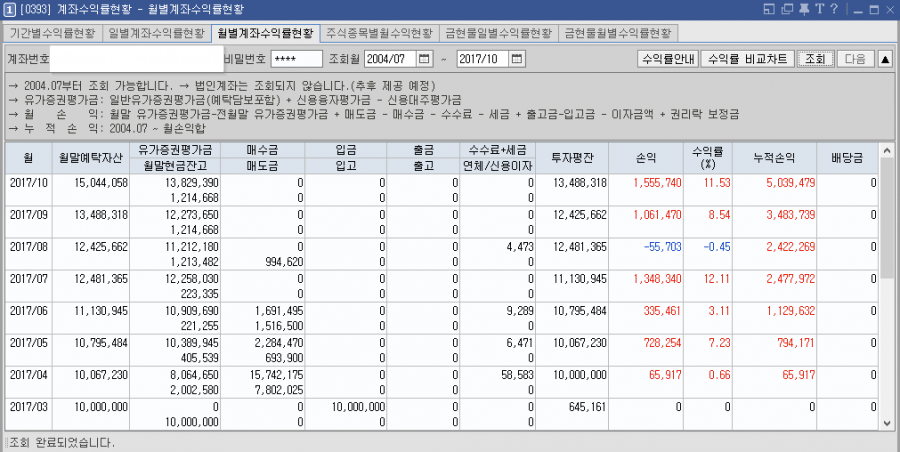 1 [0393] 계좌수익률현황 - 월별계좌수익률현황
기간별수익률현황 일별계좌수익률현황 월별계좌수익률현황 주식종목별월수익현황 금현물일별수익률현황 금현물월별수익률현황
계좌번호 비밀번호 **** 조회월 2004/07 ~ 2017/10 수익률안내 수익률 비교차트 조회 다음 ▲
→ 2004.07부터 조회 가능합니다. → 법인계좌는 조회되지 않습니다.(추후 제공 예정)
→ 유가증권평가금: 일반유가증권평가금(예탁담보포함) + 신용융자평가금 - 신용대주평가금
→ 월 손 익: 월말 유가증권평가금-전월말 유가증권평가금 + 매도금 - 매수금 - 수수료 - 세금 + 출고금-입고금 - 이자금액 + 권리락 보정금
→ 누 적 손 익: 2004.07 ~ 월손익합
월 월말예탁자산 유가증권평가금 매수금 입금 출금 수수료+세금 투자평잔 손익 수익률(%) 누적손익 배당금
월말현금잔고 매도금 입고 출고 연체/신용미자
2017/10 15,044,058 13,829,390 0 0 0 0 13,488,318 1,555,740 11.53 5,039,479 0
1,214,668 0 0 0 0
2017/09 13,488,318 12,273,650 0 0 0 0 12,425,662 1,061,470 8.54 3,483,739 0
1,214,668 0 0 0 0
2017/08 12,425,662 11,212,180 0 0 0 4,473 12,481,365 -55,703 -0.45 2,422,269 0
1,213,482 994,620 0 0 0
2017/07 12,481,365 12,258,030 0 0 0 0 11,130,945 1,348,340 12.11 2,477,972 0
223,335 0 0 0 0
2017/06 11,130,945 10,909,690 1,691,495 0 0 9,289 10,795,484 335,461 3.11 1,129,632 0
221,255 1,516,500 0 0 0
2017/05 10,795,484 10,389,945 2,284,470 0 0 6,471 10,067,230 728,254 7.23 794,171 0
405,539 693,900 0 0 0
2017/04 10,067,230 8,064,650 15,742,175 0 0 58,583 10,000,000 65,917 0.66 65,917 0
2,002,580 7,802,025 0 0 0
2017/03 10,000,000 0 0 10,000,000 0 0 645,161 0 0 0 0
10,000,000 0 0 0 0
조회 완료되었습니다.